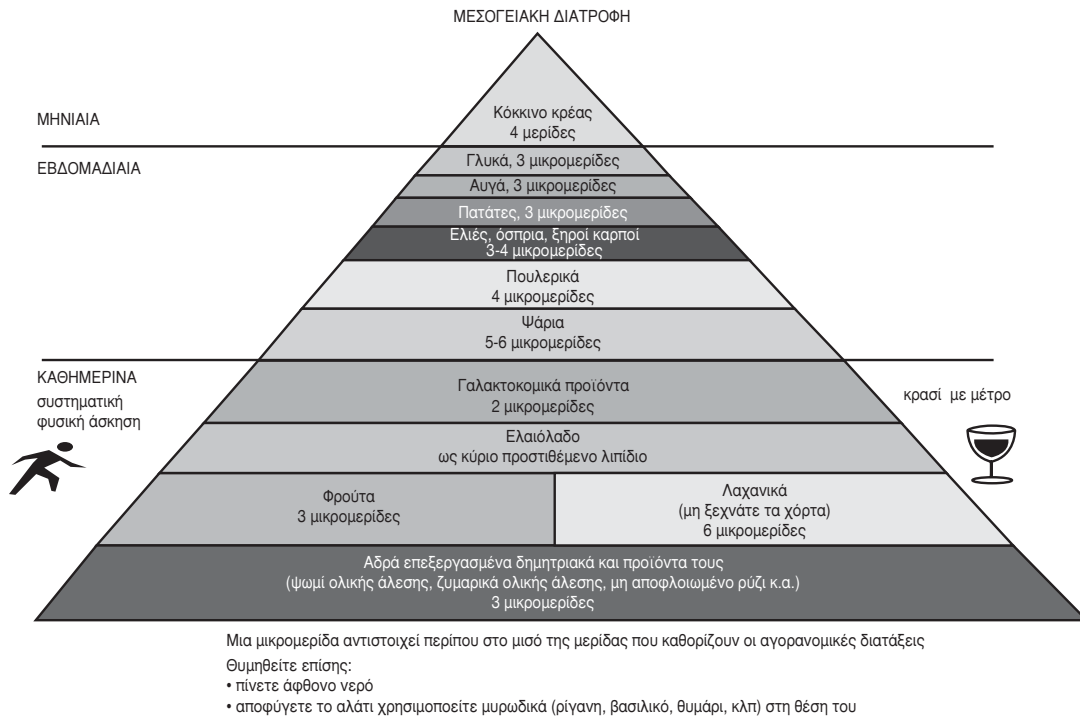 ΜΕΣΟΓΕΙΑΚΗ ΔΙΑΤΡΟΦΗ
ΜΗΝΙΑΙΑ
Κόκκινο κρέας
4 μερίδες
ΕΒΔΟΜΑΔΙΑΙΑ
Γλυκά, 3 μικρομερίδες
Αυγά, 3 μικρομερίδες
Πατάτες, 3 μικρομερίδες
Ελιές, όσπρια, ξηροί καρποί
3-4 μικρομερίδες
Πουλερικά
4 μικρομερίδες
Ψάρια
5-6 μικρομερίδες
ΚΑΘΗΜΕΡΙΝΑ
συστηματική
φυσική άσκηση
Γαλακτοκομικά προϊόντα
2 μικρομερίδες
κρασί με μέτρο
Ελαιόλαδο
ως κύριο προστιθέμενο λιπίδιο
Φρούτα
3 μικρομερίδες
Λαχανικά
(μη ξεχνάτε τα χόρτα)
6 μικρομερίδες
Αδρά επεξεργασμένα δημητριακά και προϊόντα τους
(ψωμί ολικής άλεσης, ζυμαρικά ολικής άλεσης, μη αποφλοιωμένο ρύζι κ.α.)
3 μικρομερίδες
Μια μικρομερίδα αντιστοιχεί περίπου στο μισό της μερίδας που καθορίζουν οι αγορανομικές διατάξεις
Θυμηθείτε επίσης:
• πίνετε άφθονο νερό
• αποφύγετε το αλάτι χρησιμοποείτε μυρωδικά (ρίγανη, βασιλικό, θυμάρι, κλπ) στη θέση του